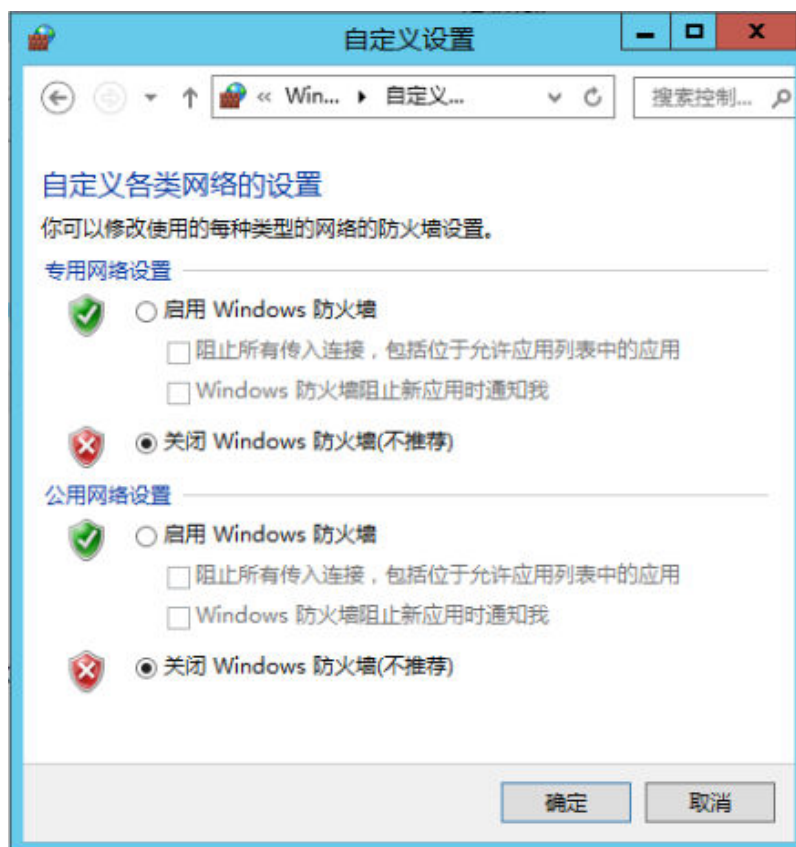 自定义设置
« Win... ▸ 自定义...
搜索控制...
自定义各类网络的设置
你可以修改使用的每种类型的网络的防火墙设置。
专用网络设置
启用 Windows 防火墙
阻止所有传入连接，包括位于允许应用列表中的应用
Windows 防火墙阻止新应用时通知我
关闭 Windows 防火墙(不推荐)
公用网络设置
启用 Windows 防火墙
阻止所有传入连接，包括位于允许应用列表中的应用
Windows 防火墙阻止新应用时通知我
关闭 Windows 防火墙(不推荐)
确定
取消